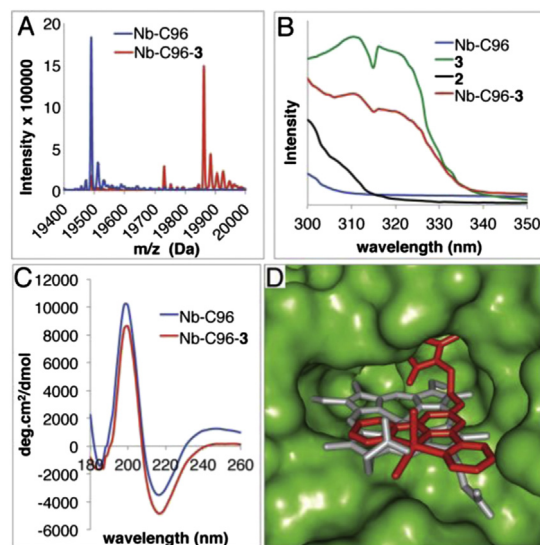 A
20
15
10
5
0
Intensity x 100000
Nb-C96
Nb-C96-3
19400
19500
19600
19700
19800
19900
20000
m/z (Da)
B
Intensity
Nb-C96
3
2
Nb-C96-3
300 310 320 330 340 350
wavelength (nm)
C
12000
10000
8000
6000
4000
2000
0
-2000
-4000
-6000
deg.cm²/dmol
Nb-C96
Nb-C96-3
180 200 220 240 260
wavelength (nm)
D